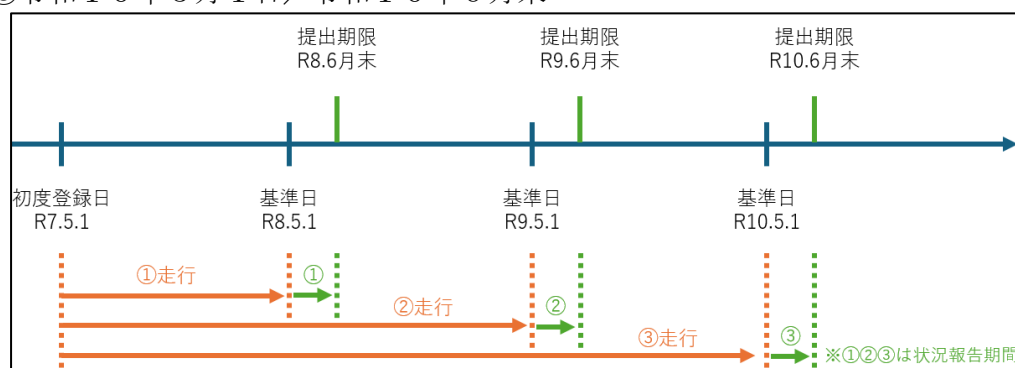 提出期限 提出期限 提出期限
R8.6月末 R9.6月末 R10.6月末
初度登録日 基準日 基準日 基準日
R7.5.1 R8.5.1 R9.5.1 R10.5.1
①走行 ①
②走行 ②
③走行 ③ ※①②③は状況報告期間